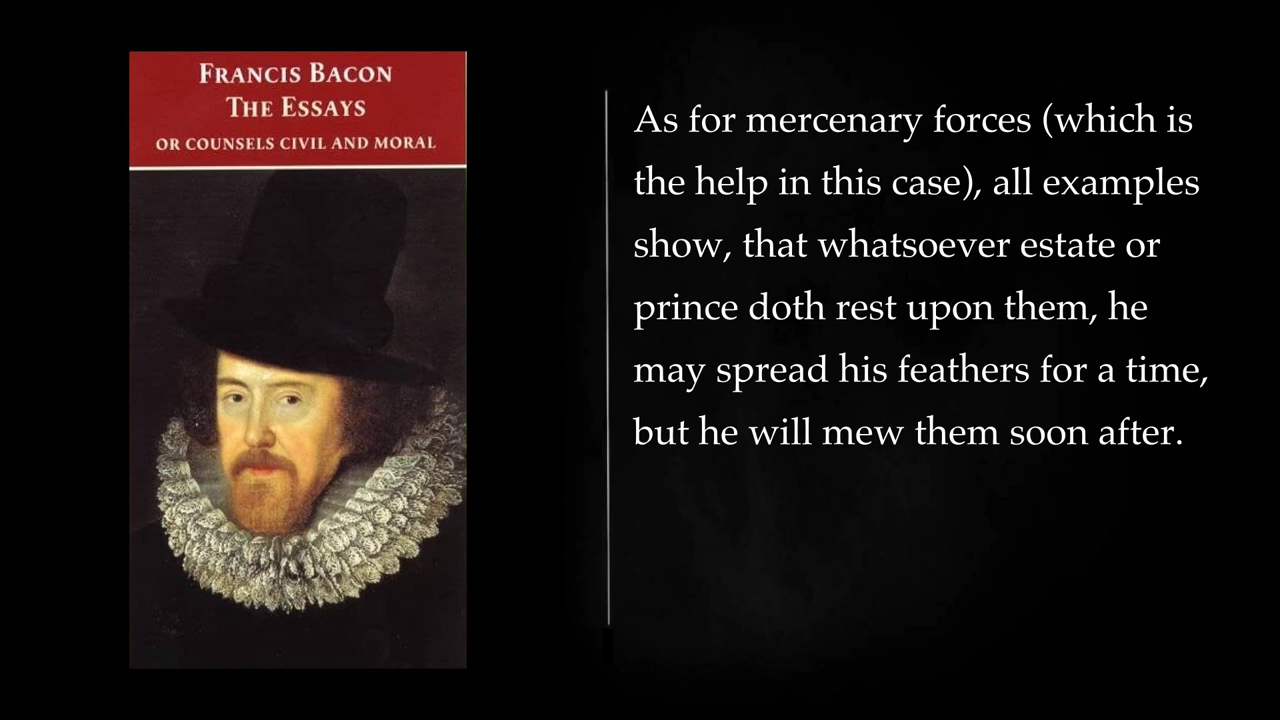 FRANCIS BACON
THE ESSAYS
OR COUNSELS CIVIL AND MORAL
As for mercenary forces (which is
the help in this case), all examples
show, that whatsoever estate or
prince doth rest upon them, he
may spread his feathers for a time,
but he will mew them soon after.